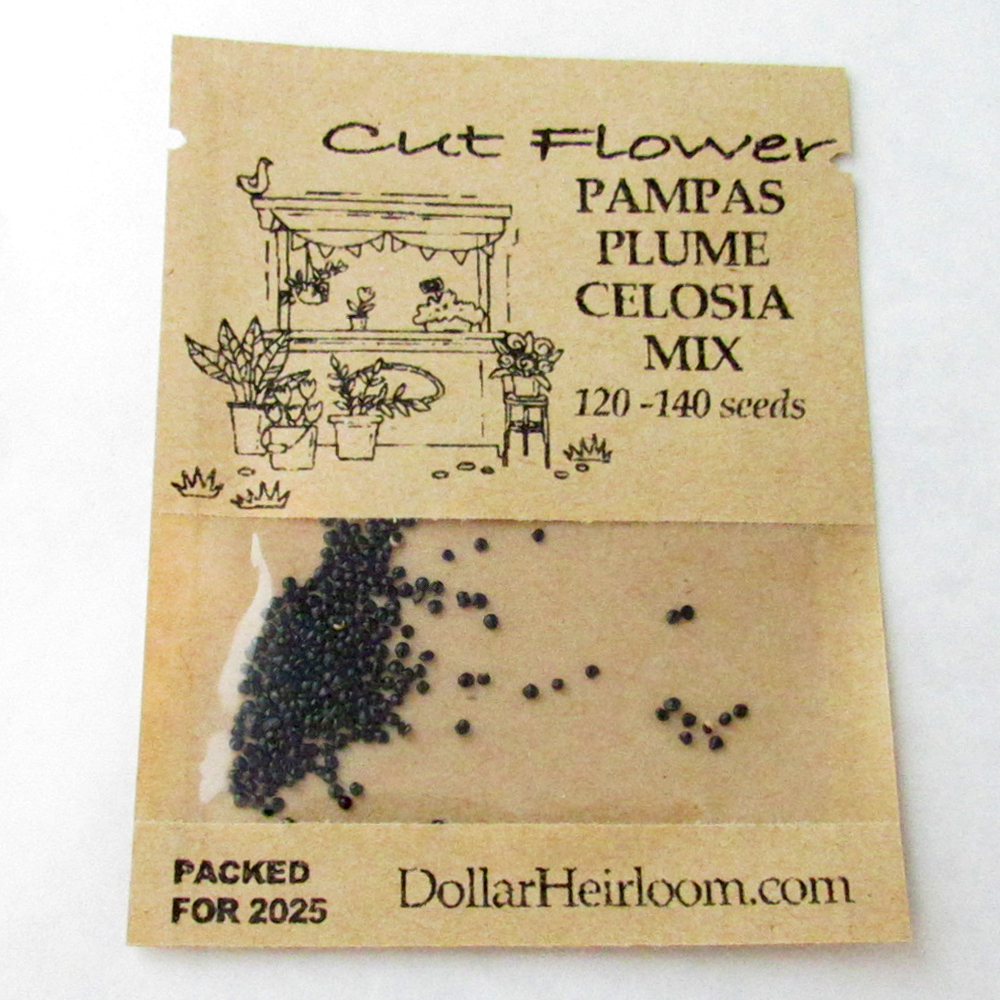 Cut Flower
PAMPAS
PLUME
CELOSIA
MIX
120 -140 seeds
PACKED
FOR 2025
DollarHeirloom.com